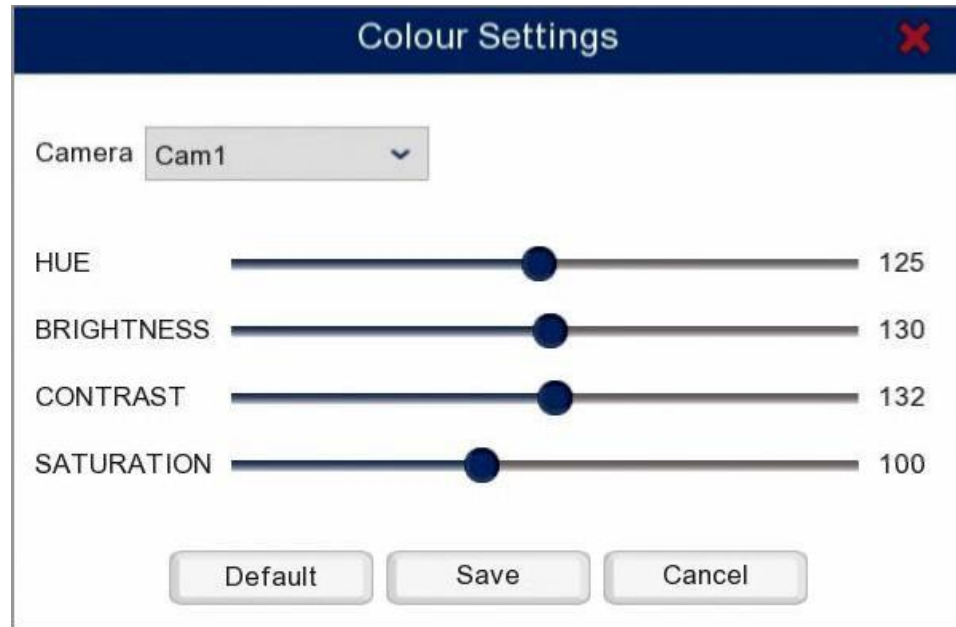 Colour Settings
Camera Cam1
HUE 125
BRIGHTNESS 130
CONTRAST 132
SATURATION 100
Default Save Cancel